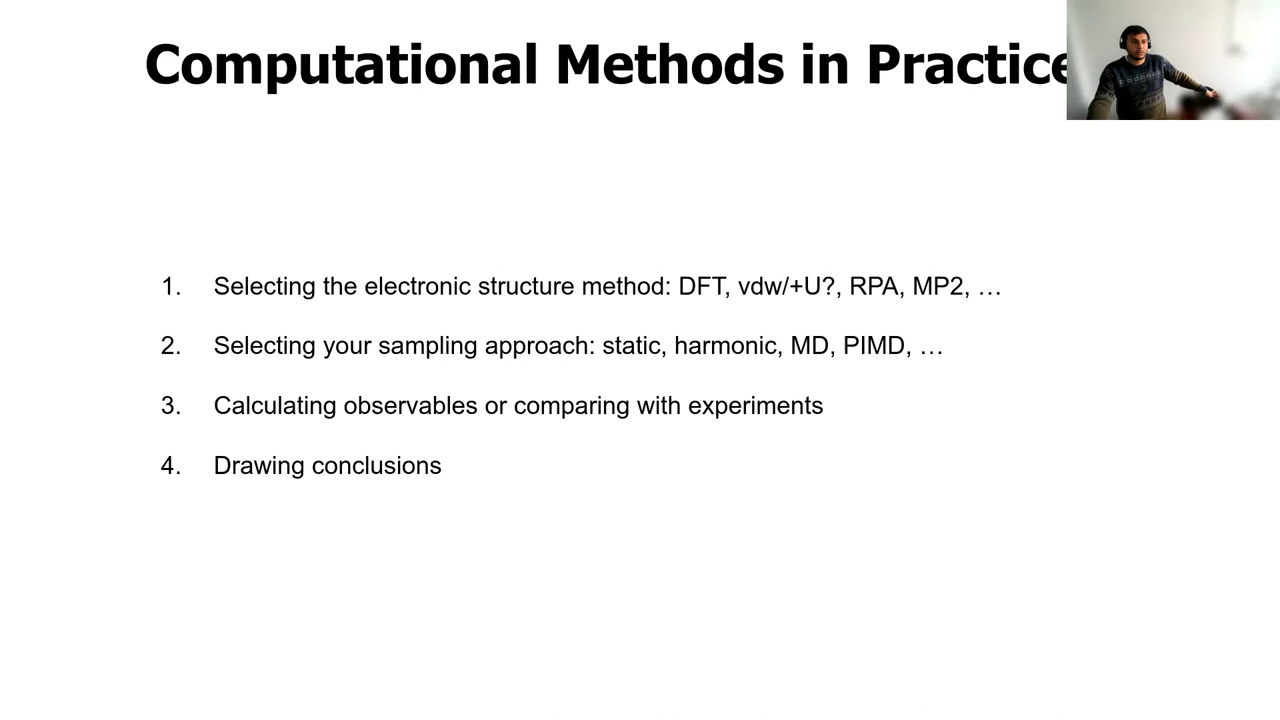 Computational Methods in Practice
1. Selecting the electronic structure method: DFT, vdw/+U?, RPA, MP2, …
2. Selecting your sampling approach: static, harmonic, MD, PIMD, …
3. Calculating observables or comparing with experiments
4. Drawing conclusions